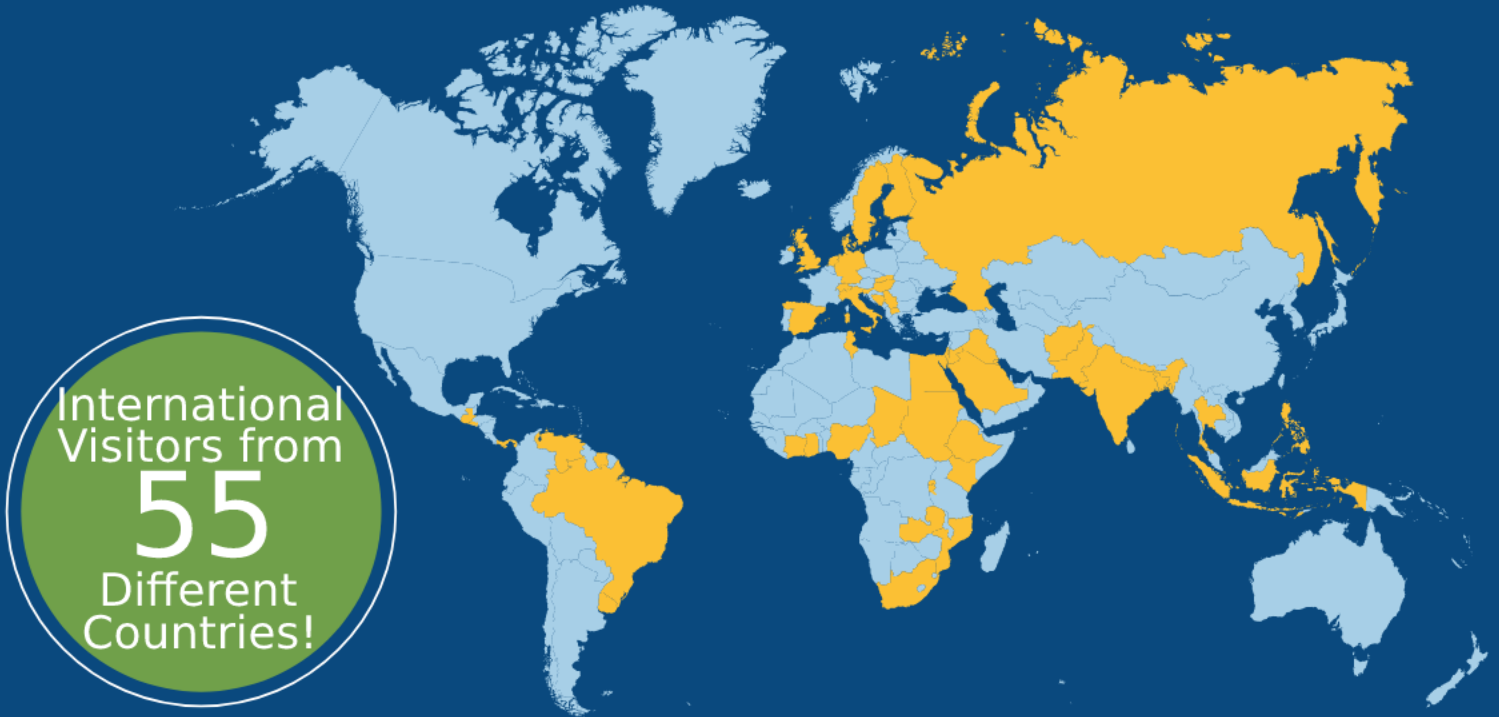 International
Visitors from
55
Different
Countries!